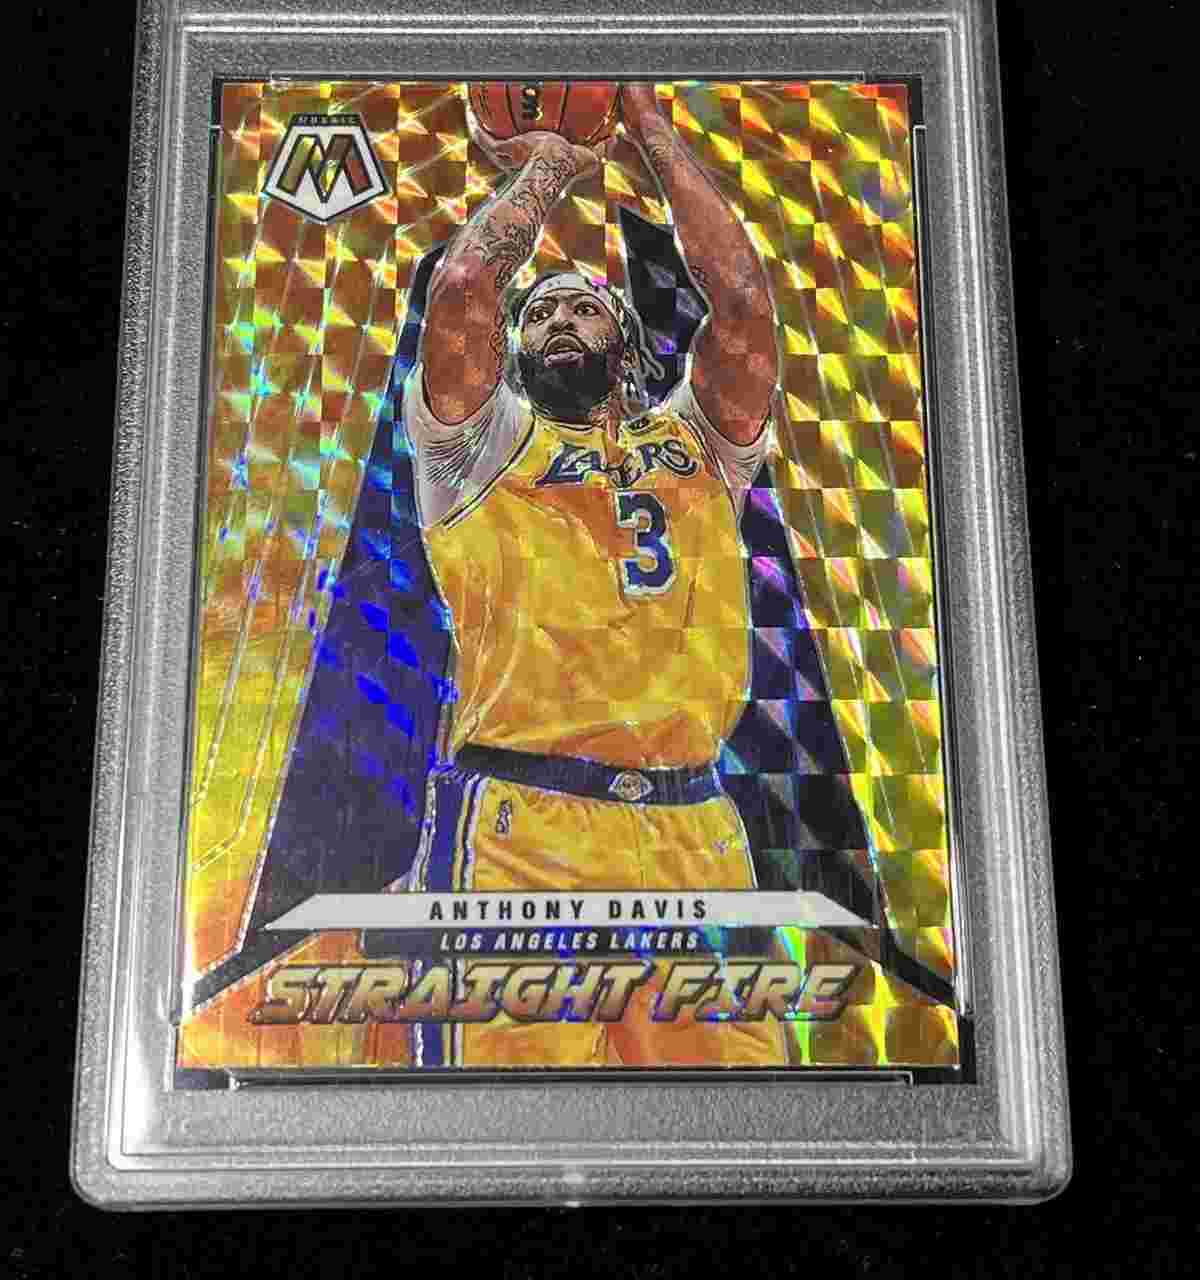 MOSAIC
M
LAKERS
3
ANTHONY DAVIS
LOS ANGELES LAKERS
STRAIGHT FIRE